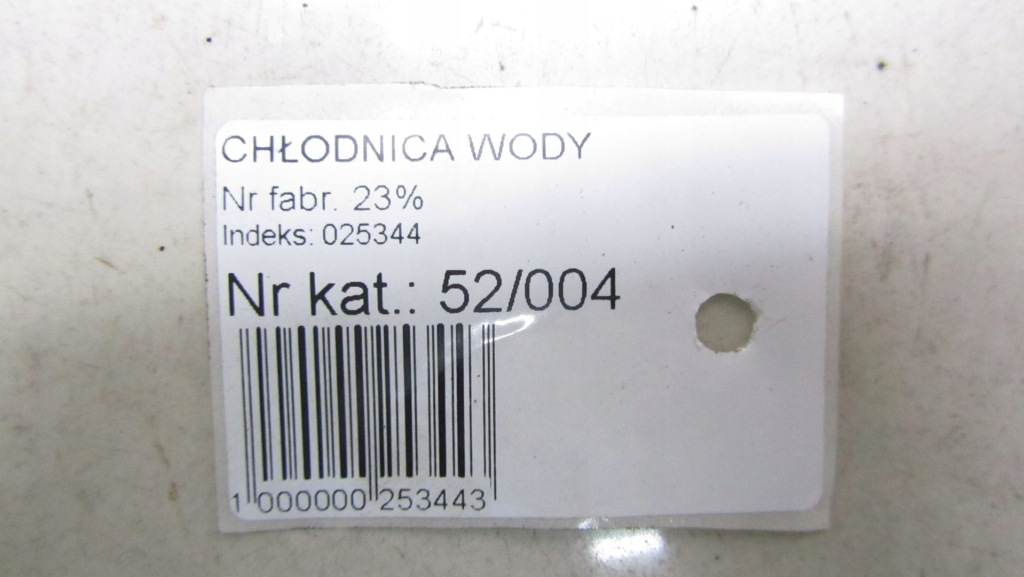 CHŁODNICA WODY
Nr fabr. 23%
Indeks: 025344
Nr kat.: 52/004
1 000000 253443